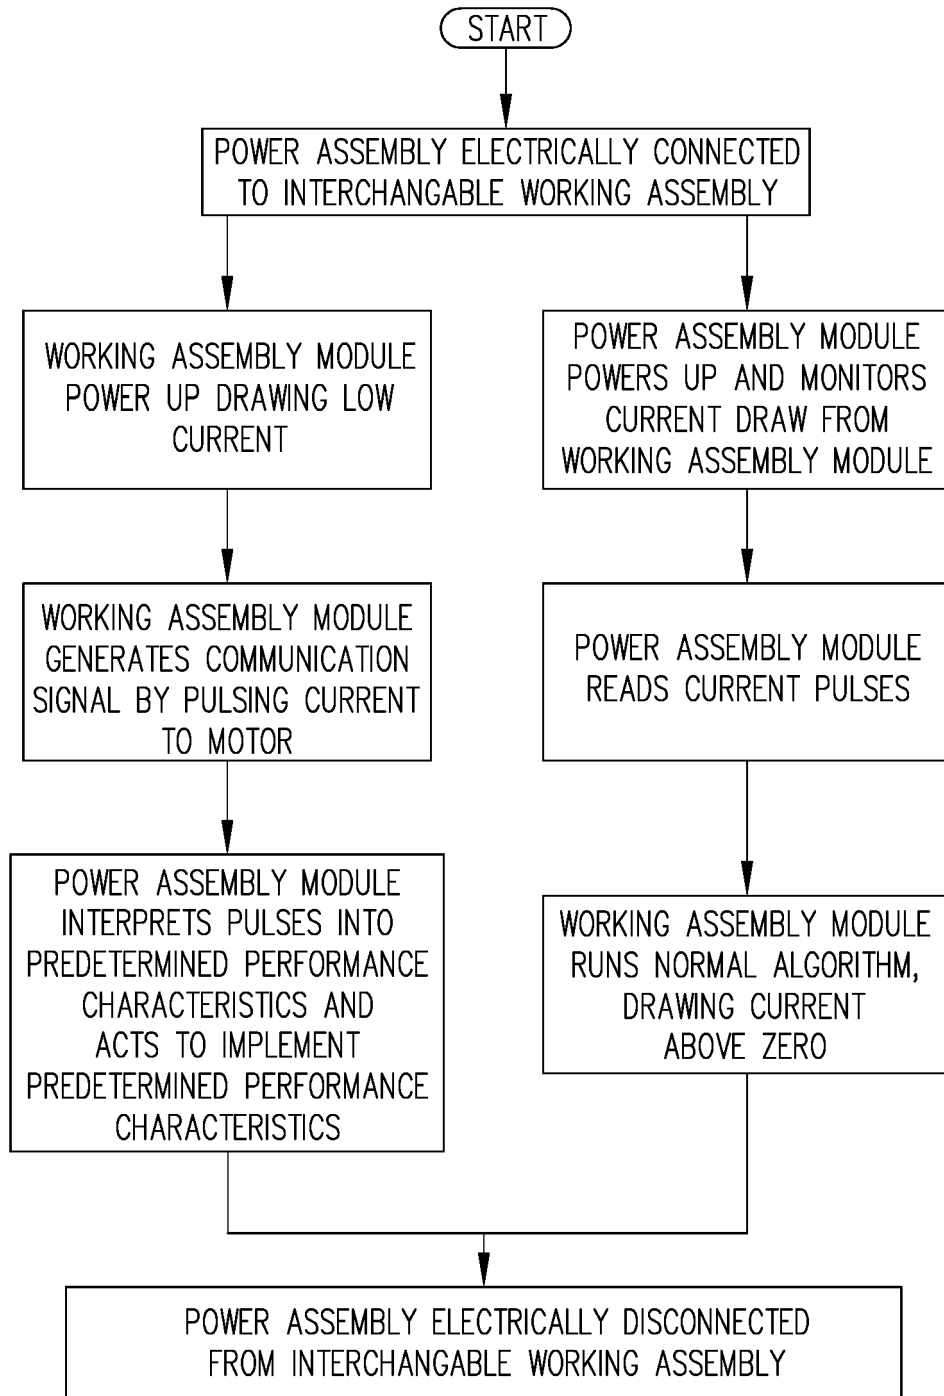 START
POWER ASSEMBLY ELECTRICALLY CONNECTED
TO INTERCHANGABLE WORKING ASSEMBLY
WORKING ASSEMBLY MODULE
POWER UP DRAWING LOW
CURRENT
POWER ASSEMBLY MODULE
POWERS UP AND MONITORS
CURRENT DRAW FROM
WORKING ASSEMBLY MODULE
WORKING ASSEMBLY MODULE
GENERATES COMMUNICATION
SIGNAL BY PULSING CURRENT
TO MOTOR
POWER ASSEMBLY MODULE
READS CURRENT PULSES
POWER ASSEMBLY MODULE
INTERPRETS PULSES INTO
PREDETERMINED PERFORMANCE
CHARACTERISTICS AND
ACTS TO IMPLEMENT
PREDETERMINED PERFORMANCE
CHARACTERISTICS
WORKING ASSEMBLY MODULE
RUNS NORMAL ALGORITHM,
DRAWING CURRENT
ABOVE ZERO
POWER ASSEMBLY ELECTRICALLY DISCONNECTED
FROM INTERCHANGABLE WORKING ASSEMBLY